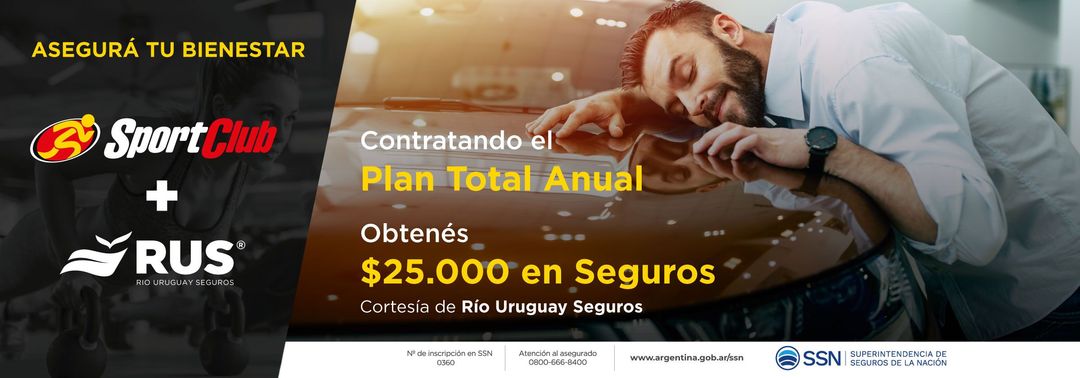 ASEGURÁ TU BIENESTAR
SportClub
+
RUS®
RIO URUGUAY SEGUROS
Contratando el
Plan Total Anual
Obtenés
$25.000 en Seguros
Cortesía de Río Uruguay Seguros
Nº de inscripción en SSN
0360
Atención al asegurado
0800-666-8400
www.argentina.gob.ar/ssn
SSN
SUPERINTENDENCIA DE
SEGUROS DE LA NACIÓN